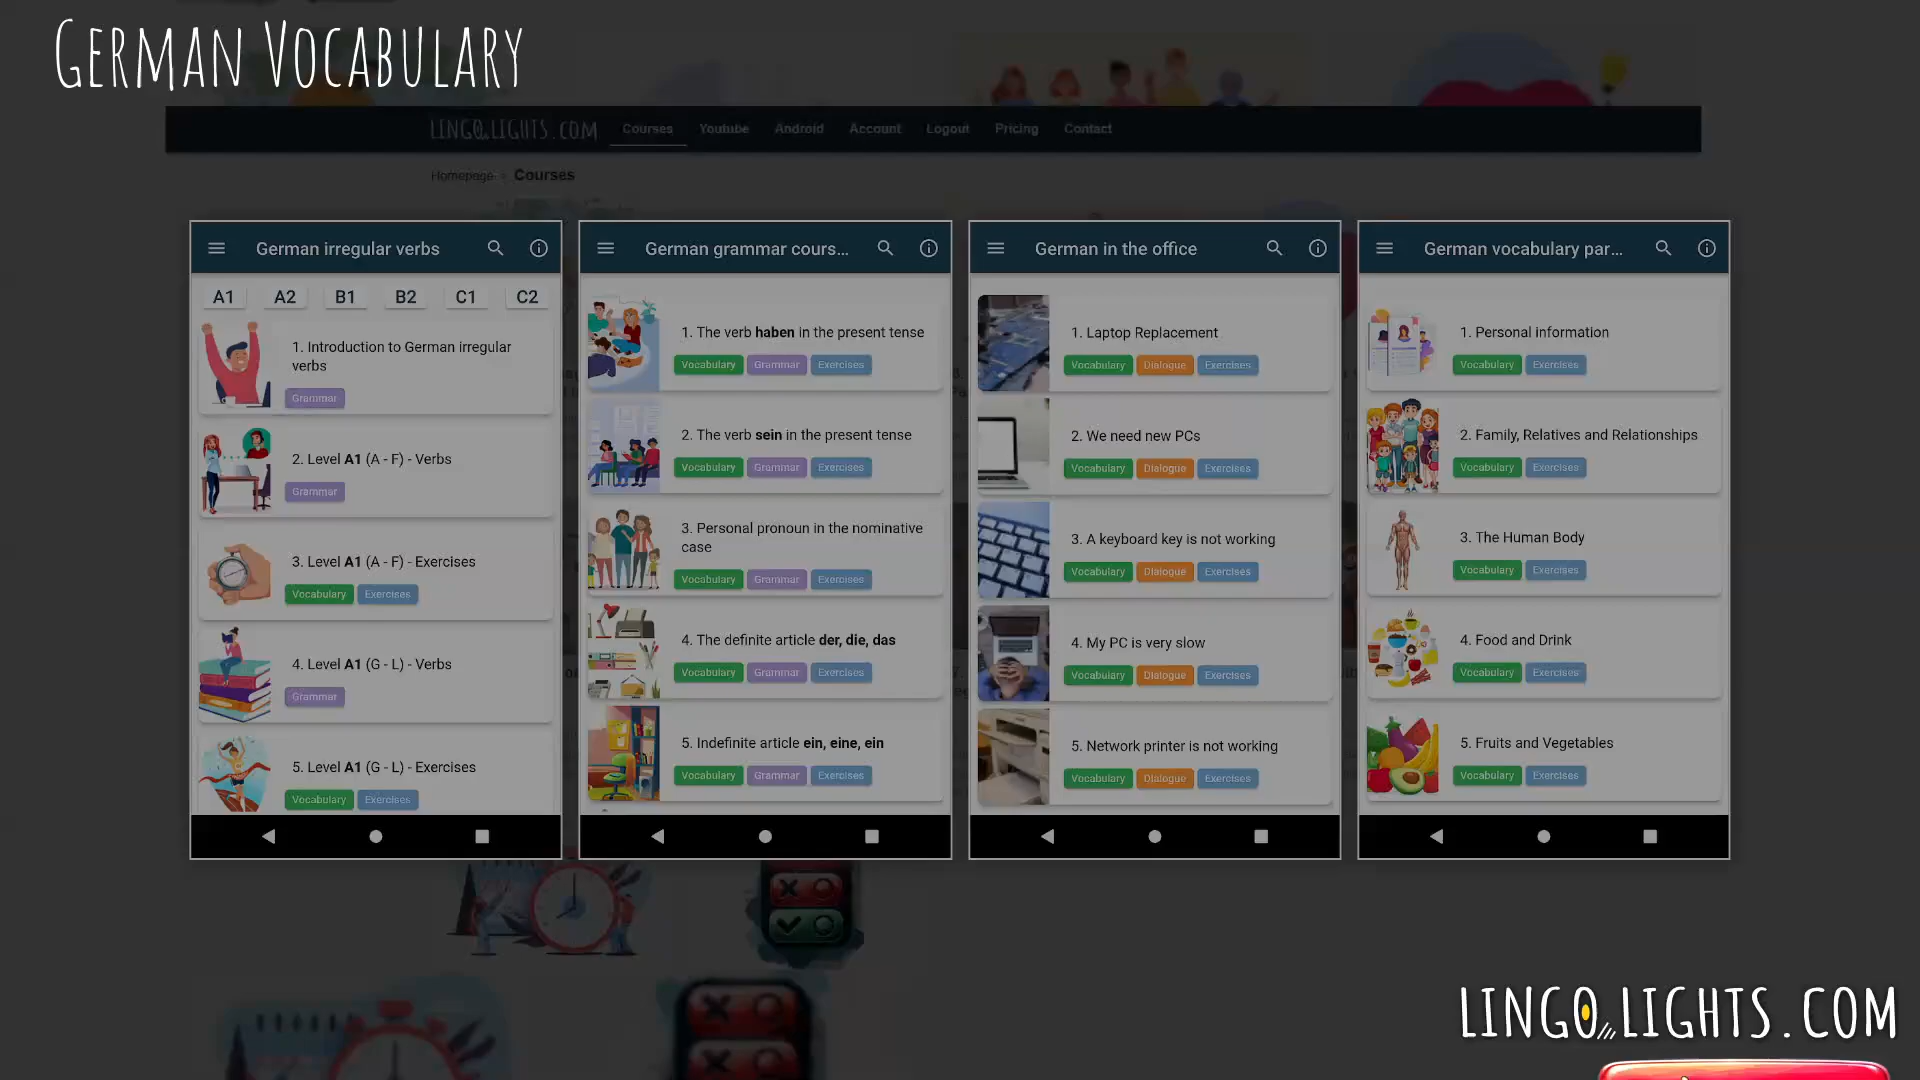 GERMAN VOCABULARY
LINGO LIGHTS.COM Courses Youtube Android Account Logout Pricing Contact
Homepage » Courses
German irregular verbs
A1 A2 B1 B2 C1 C2
1. Introduction to German irregular
verbs
Grammar
2. Level A1 (A - F) - Verbs
Grammar
3. Level A1 (A - F) - Exercises
Vocabulary Exercises
4. Level A1 (G - L) - Verbs
Grammar
5. Level A1 (G - L) - Exercises
Vocabulary Exercises
German grammar cours...
1. The verb haben in the present tense
Vocabulary Grammar Exercises
2. The verb sein in the present tense
Vocabulary Grammar Exercises
3. Personal pronoun in the nominative
case
Vocabulary Grammar Exercises
4. The definite article der, die, das
Vocabulary Grammar Exercises
5. Indefinite article ein, eine, ein
Vocabulary Grammar Exercises
German in the office
1. Laptop Replacement
Vocabulary Dialogue Exercises
2. We need new PCs
Vocabulary Dialogue Exercises
3. A keyboard key is not working
Vocabulary Dialogue Exercises
4. My PC is very slow
Vocabulary Dialogue Exercises
5. Network printer is not working
Vocabulary Dialogue Exercises
German vocabulary par...
1. Personal information
Vocabulary Exercises
2. Family, Relatives and Relationships
Vocabulary Exercises
3. The Human Body
Vocabulary Exercises
4. Food and Drink
Vocabulary Exercises
5. Fruits and Vegetables
Vocabulary Exercises
LINGO LIGHTS.COM